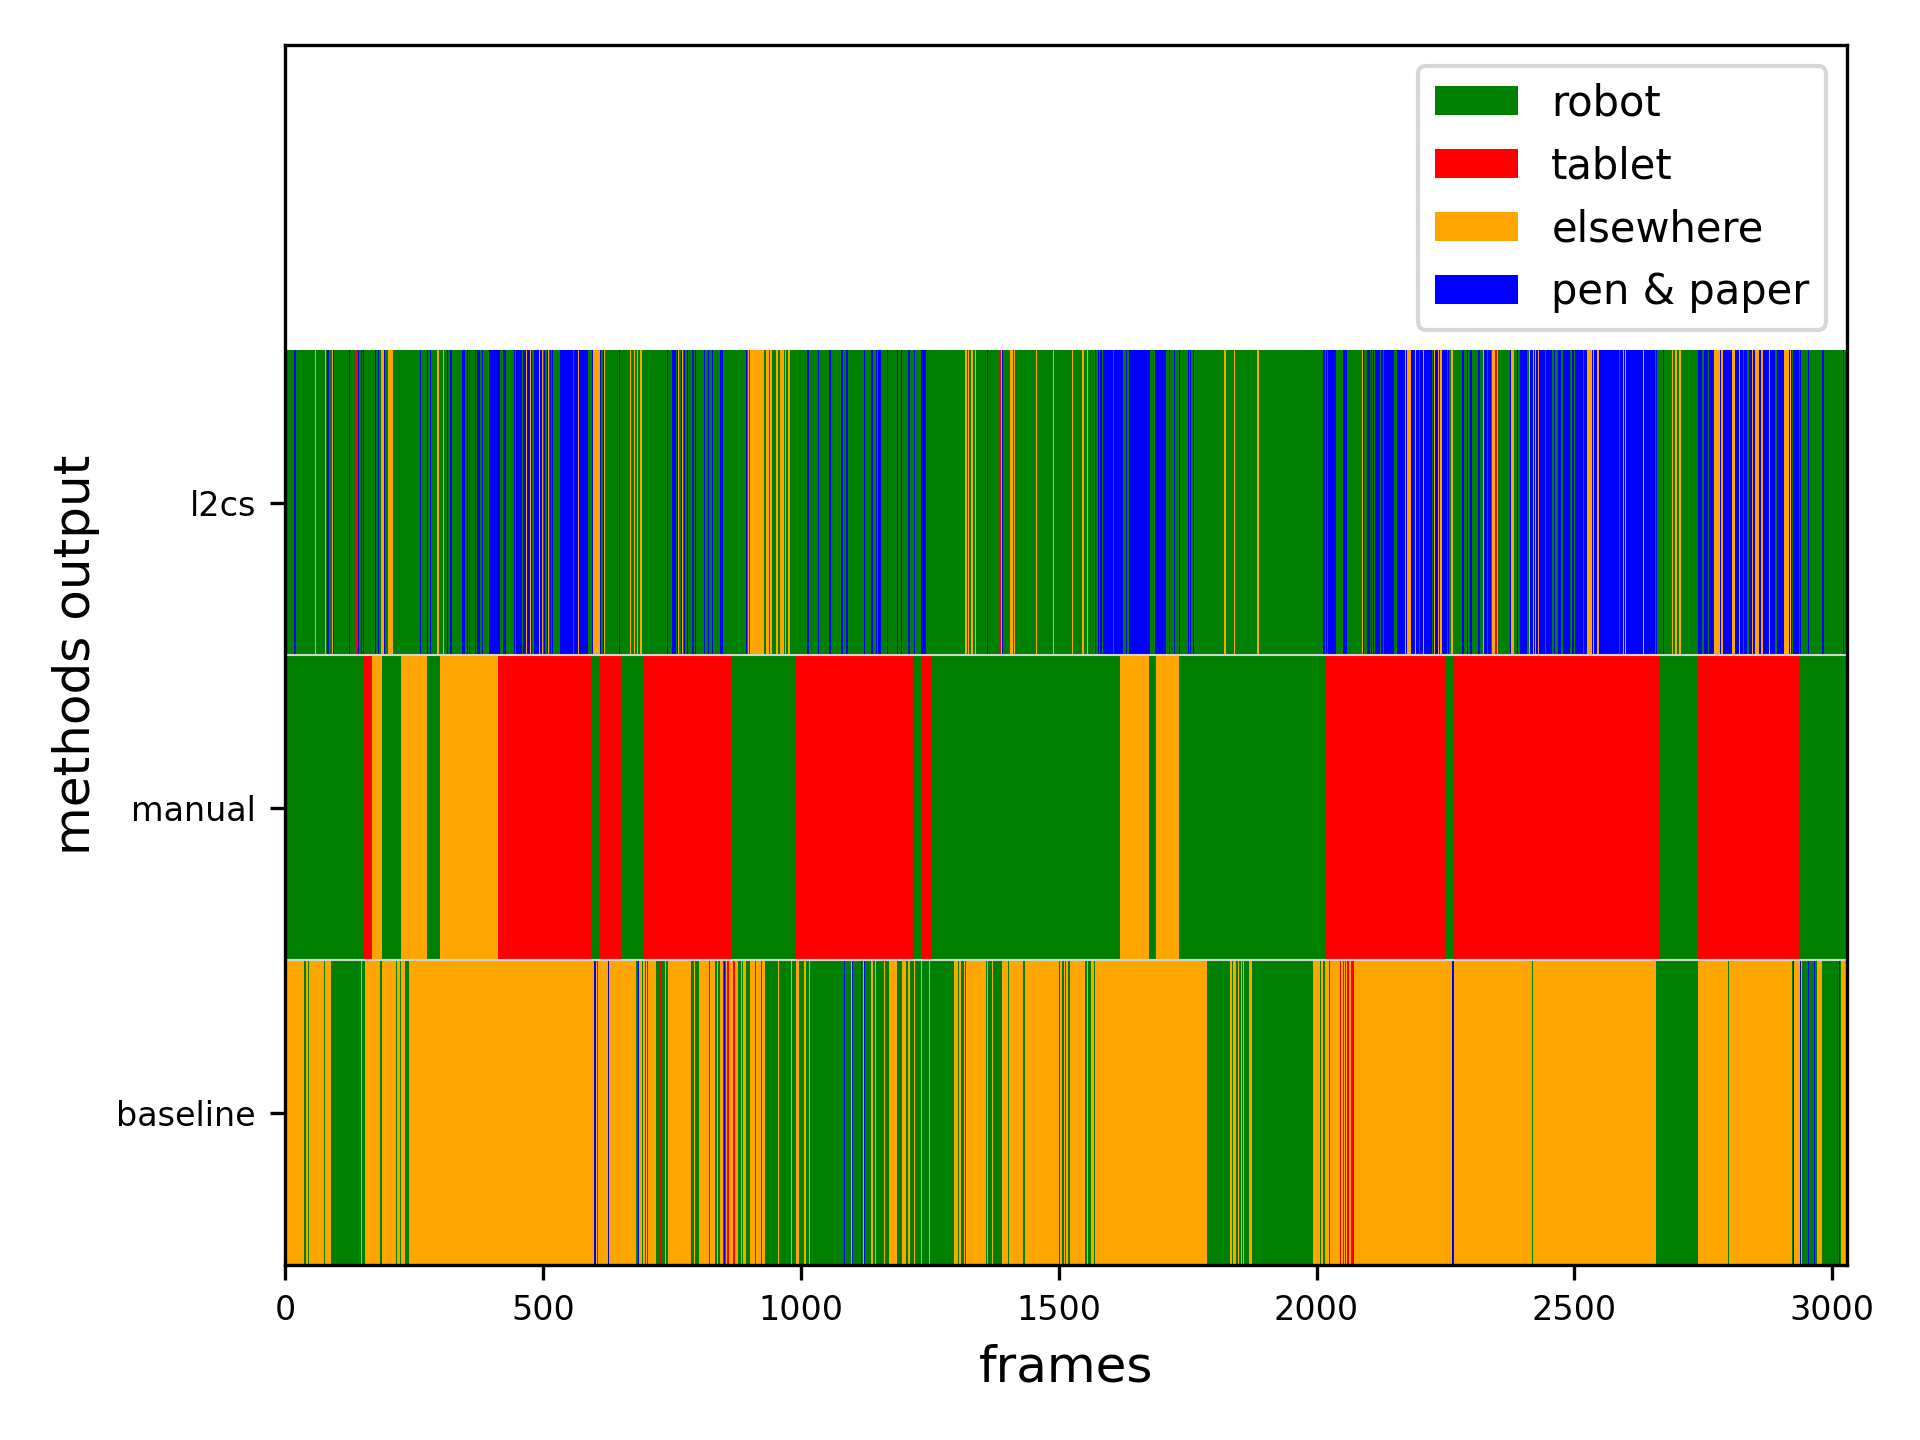 robot
tablet
elsewhere
pen & paper
methods output
l2cs
manual
baseline
0 500 1000 1500 2000 2500 3000
frames